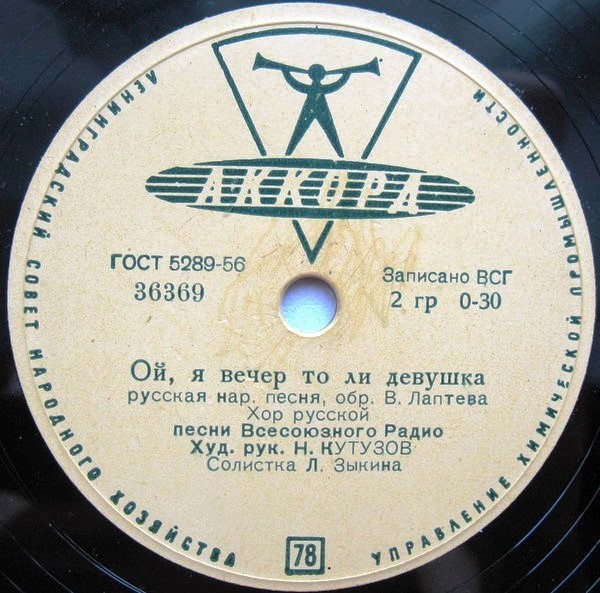 ЛЕНИНГРАДСКИЙ СОВЕТ НАРОДНОГО ХОЗЯЙСТВА
УПРАВЛЕНИЕ ХИМИЧЕСКОЙ ПРОМЫШЛЕННОСТИ
АККОРД
ГОСТ 5289-56
36369
Записано ВСГ
2 гр 0-30
Ой, я вечер то ли девушка
русская нар. песня, обр. В. Лаптева
Хор русской
песни Всесоюзного Радио
Худ. рук. Н. КУТУЗОВ
Солистка Л. Зыкина
78